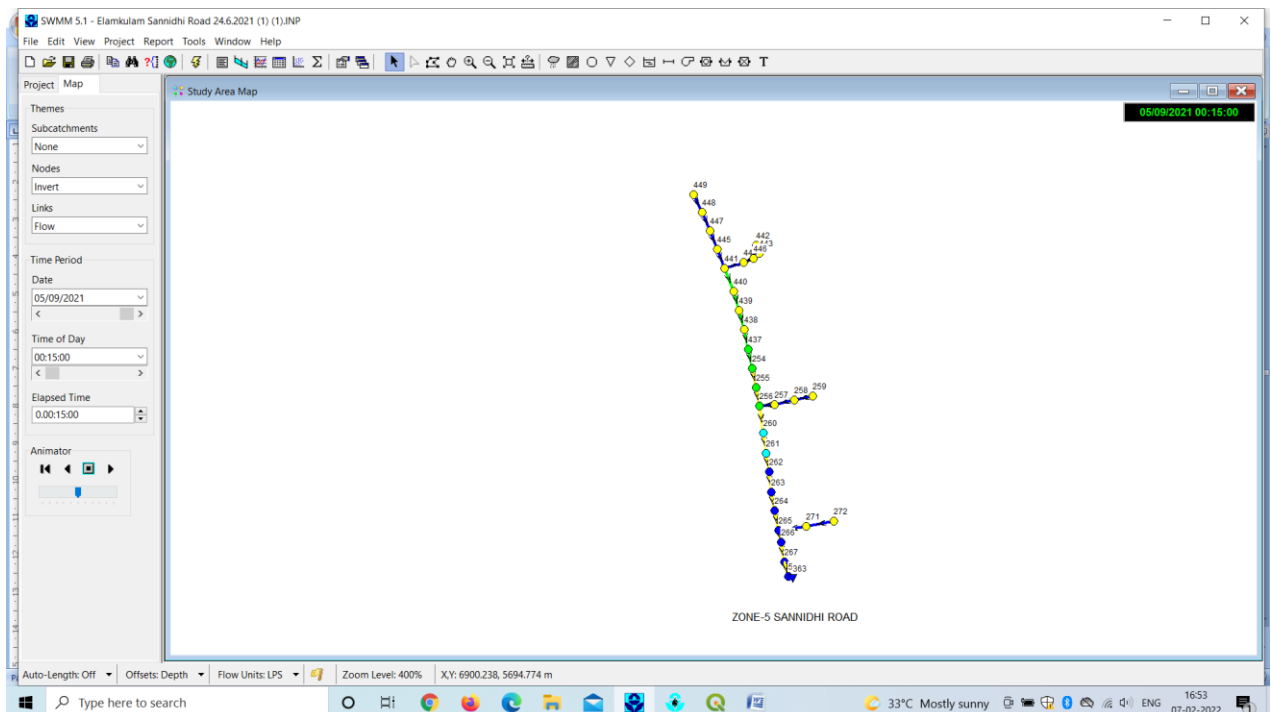 SWMM 5.1 - Elamkulam Sannidhi Road 24.6.2021 (1) (1).INP
File Edit View Project Report Tools Window Help
Project Map
Study Area Map
05/09/2021 00:15:00
Themes
Subcatchments
None
Nodes
Invert
Links
Flow
Time Period
Date
05/09/2021
Time of Day
00:15:00
Elapsed Time
0.00:15:00
Animator
449
448
447
445
442
446
441
440
439
438
437
254
255
256 257 258 259
260
261
262
263
264
265 271 272
266
267
363
ZONE-5 SANNIDHI ROAD
Auto-Length: Off Offsets: Depth Flow Units: LPS Zoom Level: 400% X,Y: 6900.238, 5694.774 m
Type here to search 33°C Mostly sunny ENG 16:53
07-02-2022